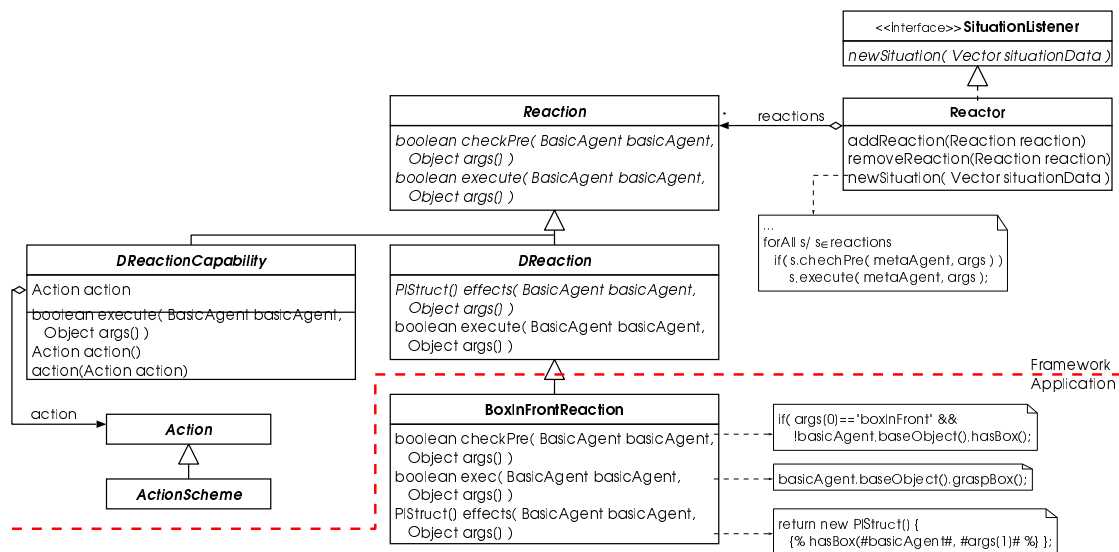 <<interface>> SituationListener
newSituation( Vector situationData )
Reactor
addReaction(Reaction reaction)
removeReaction(Reaction reaction)
newSituation( Vector situationData )
reactions
Reaction
boolean checkPre( BasicAgent basicAgent,
Object args() )
boolean execute( BasicAgent basicAgent,
Object args() )
...
forAll s/ s∈reactions
if( s.chechPre( metaAgent, args ) )
s.execute( metaAgent, args );
DReactionCapability
Action action
boolean execute( BasicAgent basicAgent,
Object args() )
Action action()
action(Action action)
DReaction
PlStruct() effects( BasicAgent basicAgent,
Object args() )
boolean execute( BasicAgent basicAgent,
Object args() )
Framework
Application
action
Action
ActionScheme
BoxInFrontReaction
boolean checkPre( BasicAgent basicAgent,
Object args() )
boolean exec( BasicAgent basicAgent,
Object args() )
PlStruct() effects( BasicAgent basicAgent,
Object args() )
if( args(0)=="boxInFront" &&
!basicAgent.baseObject().hasBox();
basicAgent.baseObject().graspBox();
return new PlStruct() {
{% hasBox(#basicAgent#, #args(1)# %} };